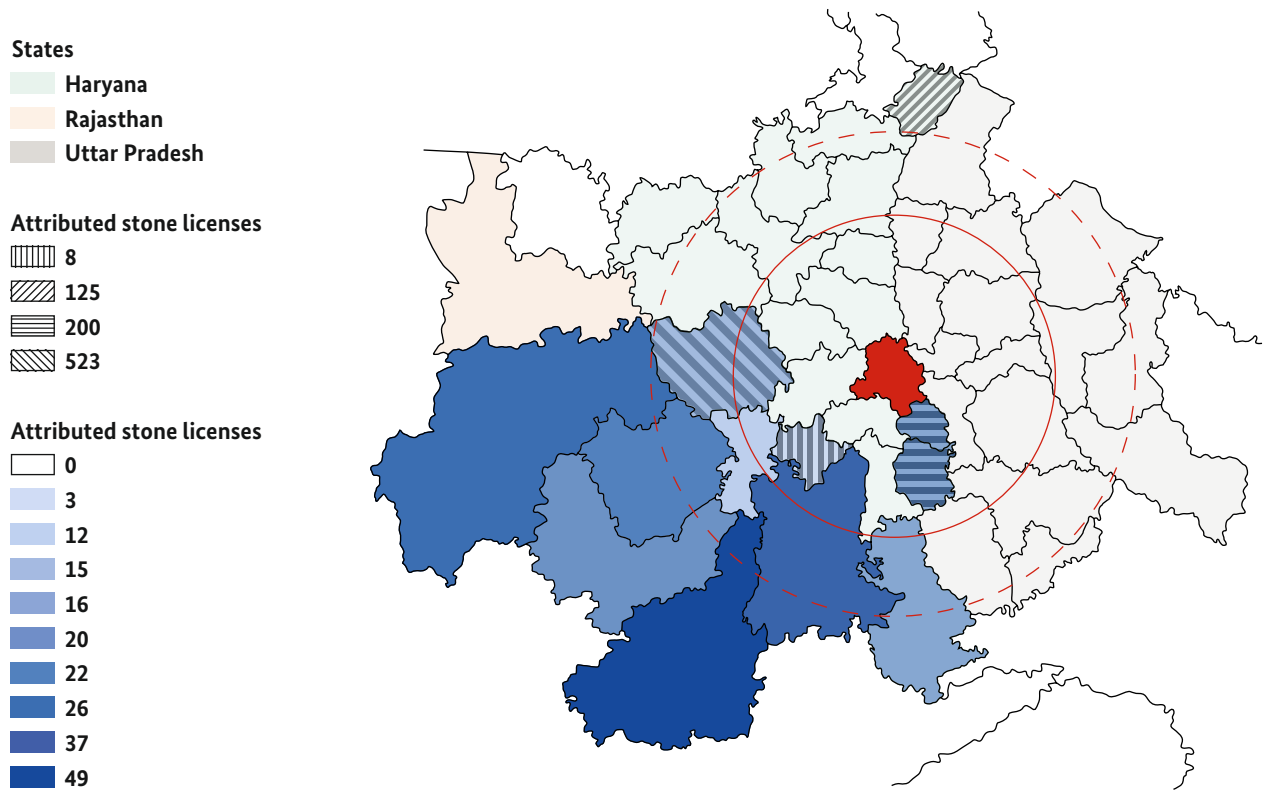 States
Haryana
Rajasthan
Uttar Pradesh
Attributed stone licenses
8
125
200
523
Attributed stone licenses
0
3
12
15
16
20
22
26
37
49